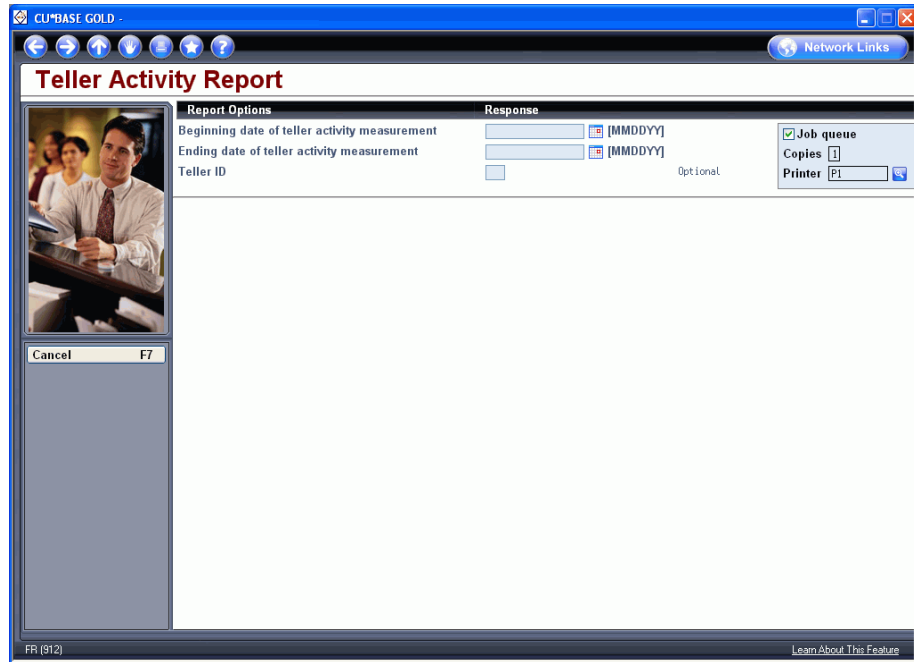 CU*BASE GOLD -
Network Links
Teller Activity Report
Report Options Response
Beginning date of teller activity measurement [MMDDYY]
Ending date of teller activity measurement [MMDDYY]
Teller ID Optional
Job queue
Copies 1
Printer P1
Cancel F7
FR (912)
Learn About This Feature